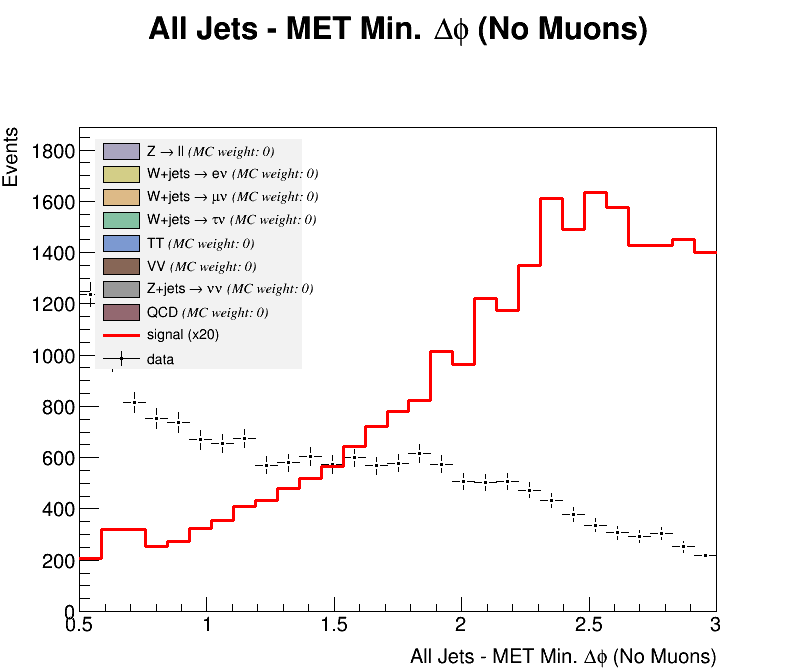 All Jets - MET Min. Δϕ (No Muons)
Events
1800
1600
1400
1200
1000
800
600
400
200
0
Z → ll (MC weight: 0)
W+jets → eν (MC weight: 0)
W+jets → μν (MC weight: 0)
W+jets → τν (MC weight: 0)
TT (MC weight: 0)
VV (MC weight: 0)
Z+jets → νν (MC weight: 0)
QCD (MC weight: 0)
signal (x20)
data
0.5 1 1.5 2 2.5 3
All Jets - MET Min. Δϕ (No Muons)